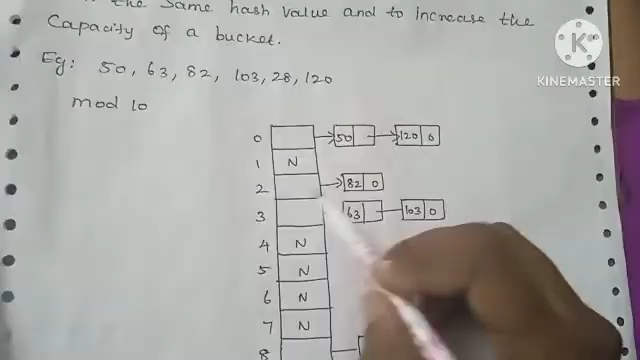 the same hash value and to increase the
Capacity of a bucket.
Eg: 50, 63, 82, 103, 28, 120
mod 10
K
KINEMASTER
0 50 120 0
1 N
2 82 0
3 63 103 0
4 N
5 N
6 N
7 N
8